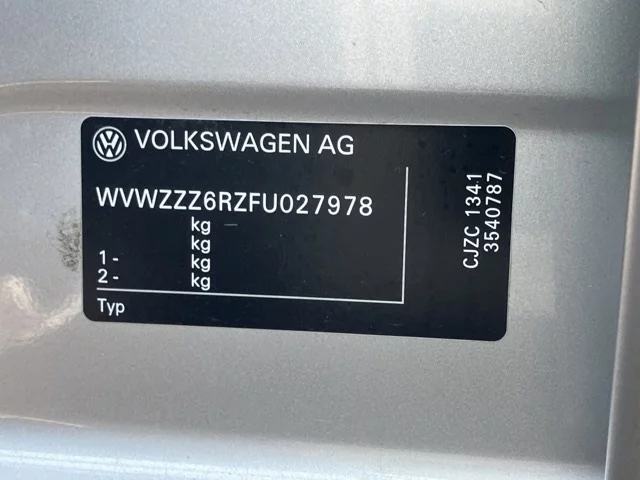 VOLKSWAGEN AG
WVWZZZ6RZFU027978
kg
kg
1- kg
2- kg
Typ
CJZC 1341
3540787